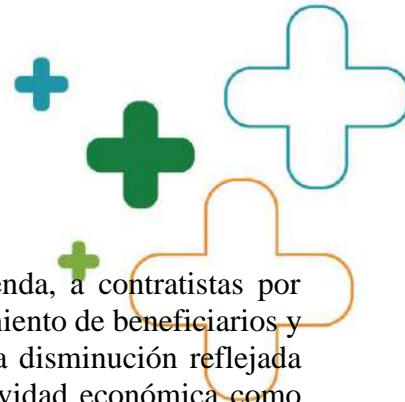 enda, a contratistas por
miento de beneficiarios y
a disminución reflejada
vidad económica como